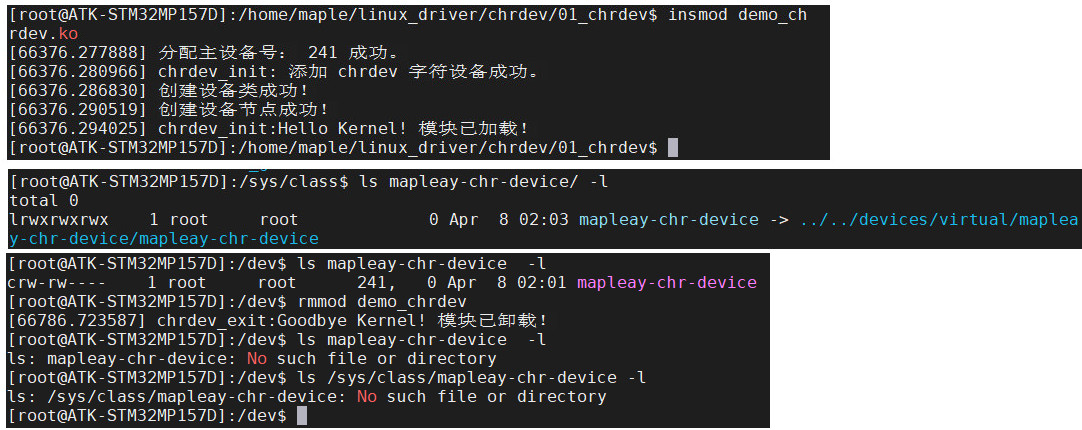 [root@ATK-STM32MP157D]:/home/maple/linux_driver/chrdev/01_chrdev$ insmod demo_ch
rdev.ko
[66376.277888] 分配主设备号： 241 成功。
[66376.280966] chrdev_init: 添加 chrdev 字符设备成功。
[66376.286830] 创建设备类成功！
[66376.290519] 创建设备节点成功！
[66376.294025] chrdev_init:Hello Kernel! 模块已加载！
[root@ATK-STM32MP157D]:/home/maple/linux_driver/chrdev/01_chrdev$
[root@ATK-STM32MP157D]:/sys/class$ ls mapleay-chr-device/ -l
total 0
lrwxrwxrwx    1 root     root             0 Apr  8 02:03 mapleay-chr-device -> ../../devices/virtual/maplea
y-chr-device/mapleay-chr-device
[root@ATK-STM32MP157D]:/dev$ ls mapleay-chr-device  -l
crw-rw----    1 root     root      241,   0 Apr  8 02:01 mapleay-chr-device
[root@ATK-STM32MP157D]:/dev$ rmmod demo_chrdev
[66786.723587] chrdev_exit:Goodbye Kernel! 模块已卸载！
[root@ATK-STM32MP157D]:/dev$ ls mapleay-chr-device  -l
ls: mapleay-chr-device: No such file or directory
[root@ATK-STM32MP157D]:/dev$ ls /sys/class/mapleay-chr-device -l
ls: /sys/class/mapleay-chr-device: No such file or directory
[root@ATK-STM32MP157D]:/dev$